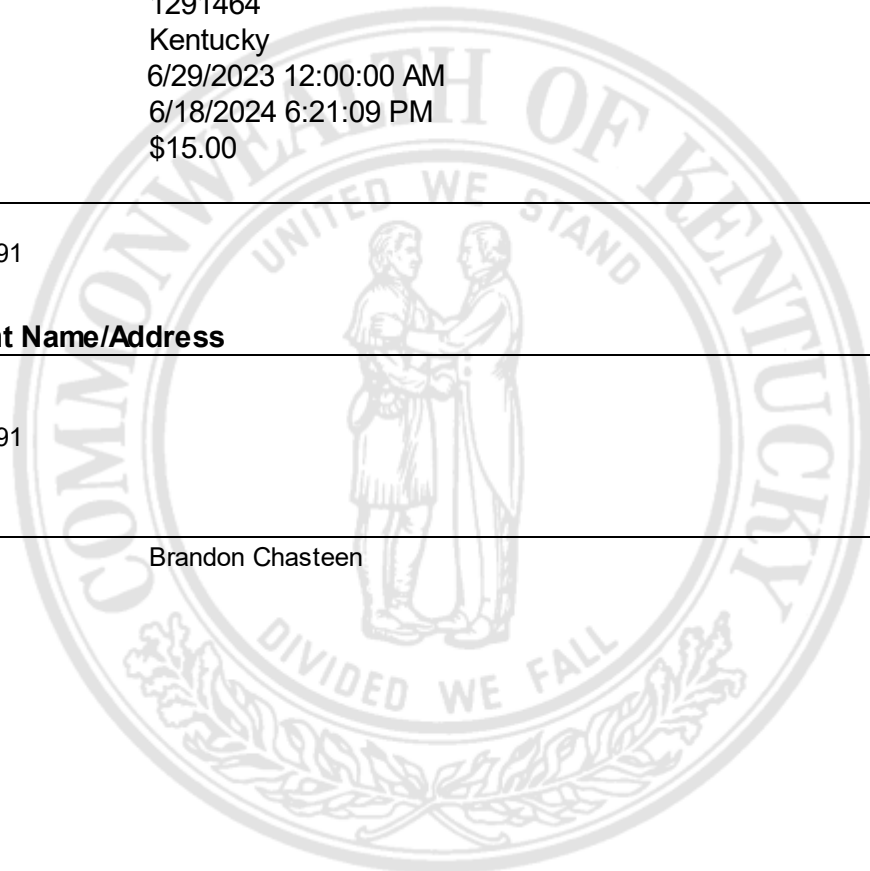 1291464
Kentucky
6/29/2023 12:00:00 AM
6/18/2024 6:21:09 PM
$15.00
91
t Name/Address
91
Brandon Chasteen
COMMONWEALTH OF KENTUCKY
UNITED WE STAND
DIVIDED WE FALL